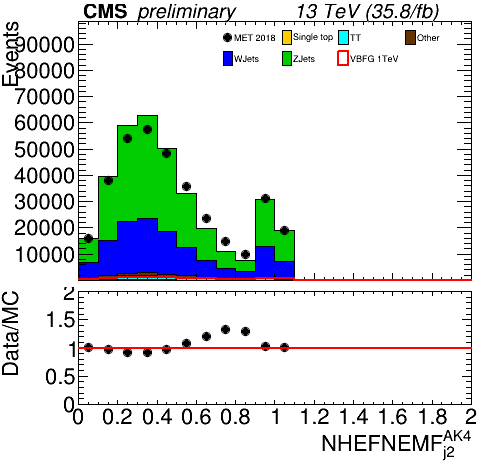 CMS preliminary 13 TeV (35.8/fb)
Events
MET 2018 Single top TT Other
WJets ZJets VBFG 1TeV
90000
80000
70000
60000
50000
40000
30000
20000
10000
Data/MC
2
1.5
1
0.5
0
0 0.2 0.4 0.6 0.8 1 1.2 1.4 1.6 1.8 2
NHEFNEMF^{AK4}_{j2}